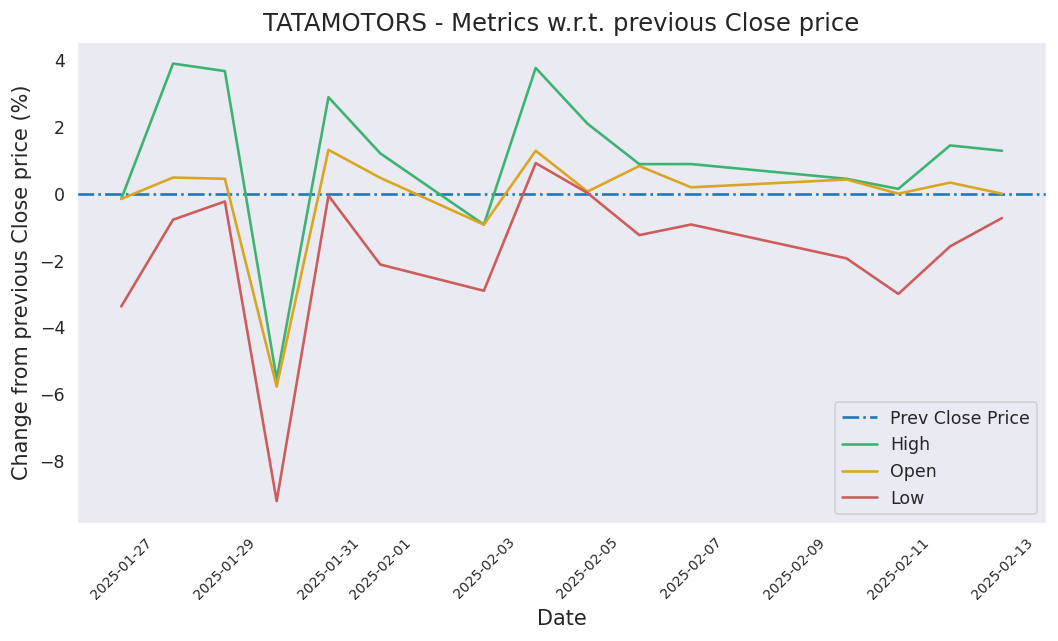 TATAMOTORS - Metrics w.r.t. previous Close price
Change from previous Close price (%)
4
2
0
−2
−4
−6
−8
Prev Close Price
High
Open
Low
2025-01-27
2025-01-29
2025-01-31
2025-02-01
2025-02-03
2025-02-05
2025-02-07
2025-02-09
2025-02-11
2025-02-13
Date